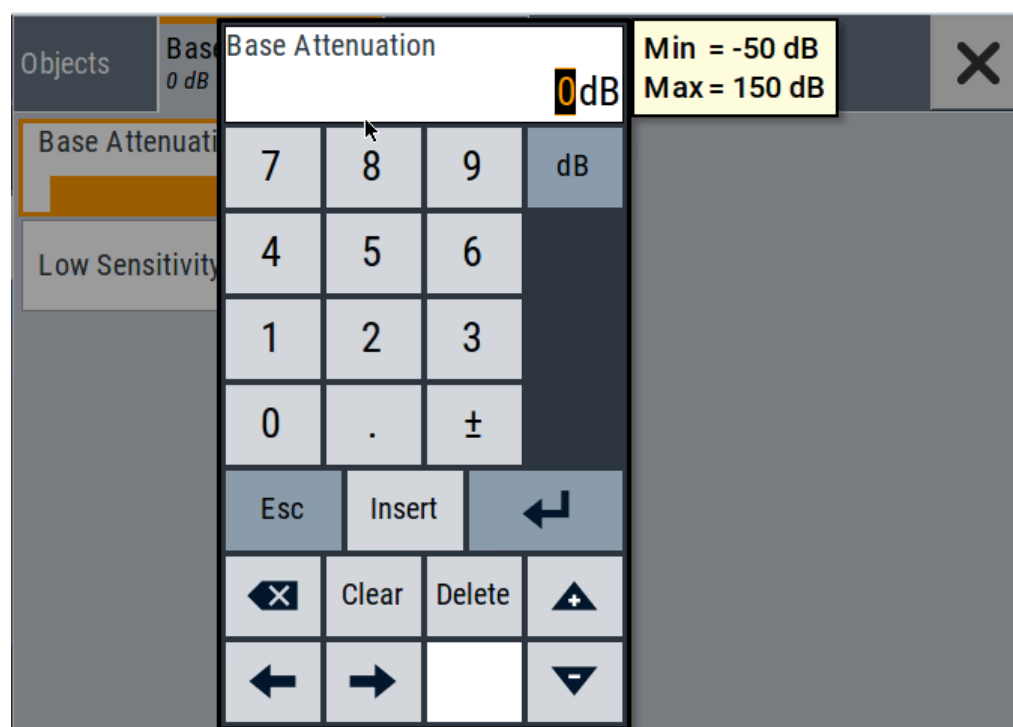 Objects
Base
0 dB
Base Attenuation
0dB
Min = -50 dB
Max = 150 dB
Base Attenuati
Low Sensitivity
7 8 9 dB
4 5 6
1 2 3
0 . ±
Esc Insert
Clear Delete